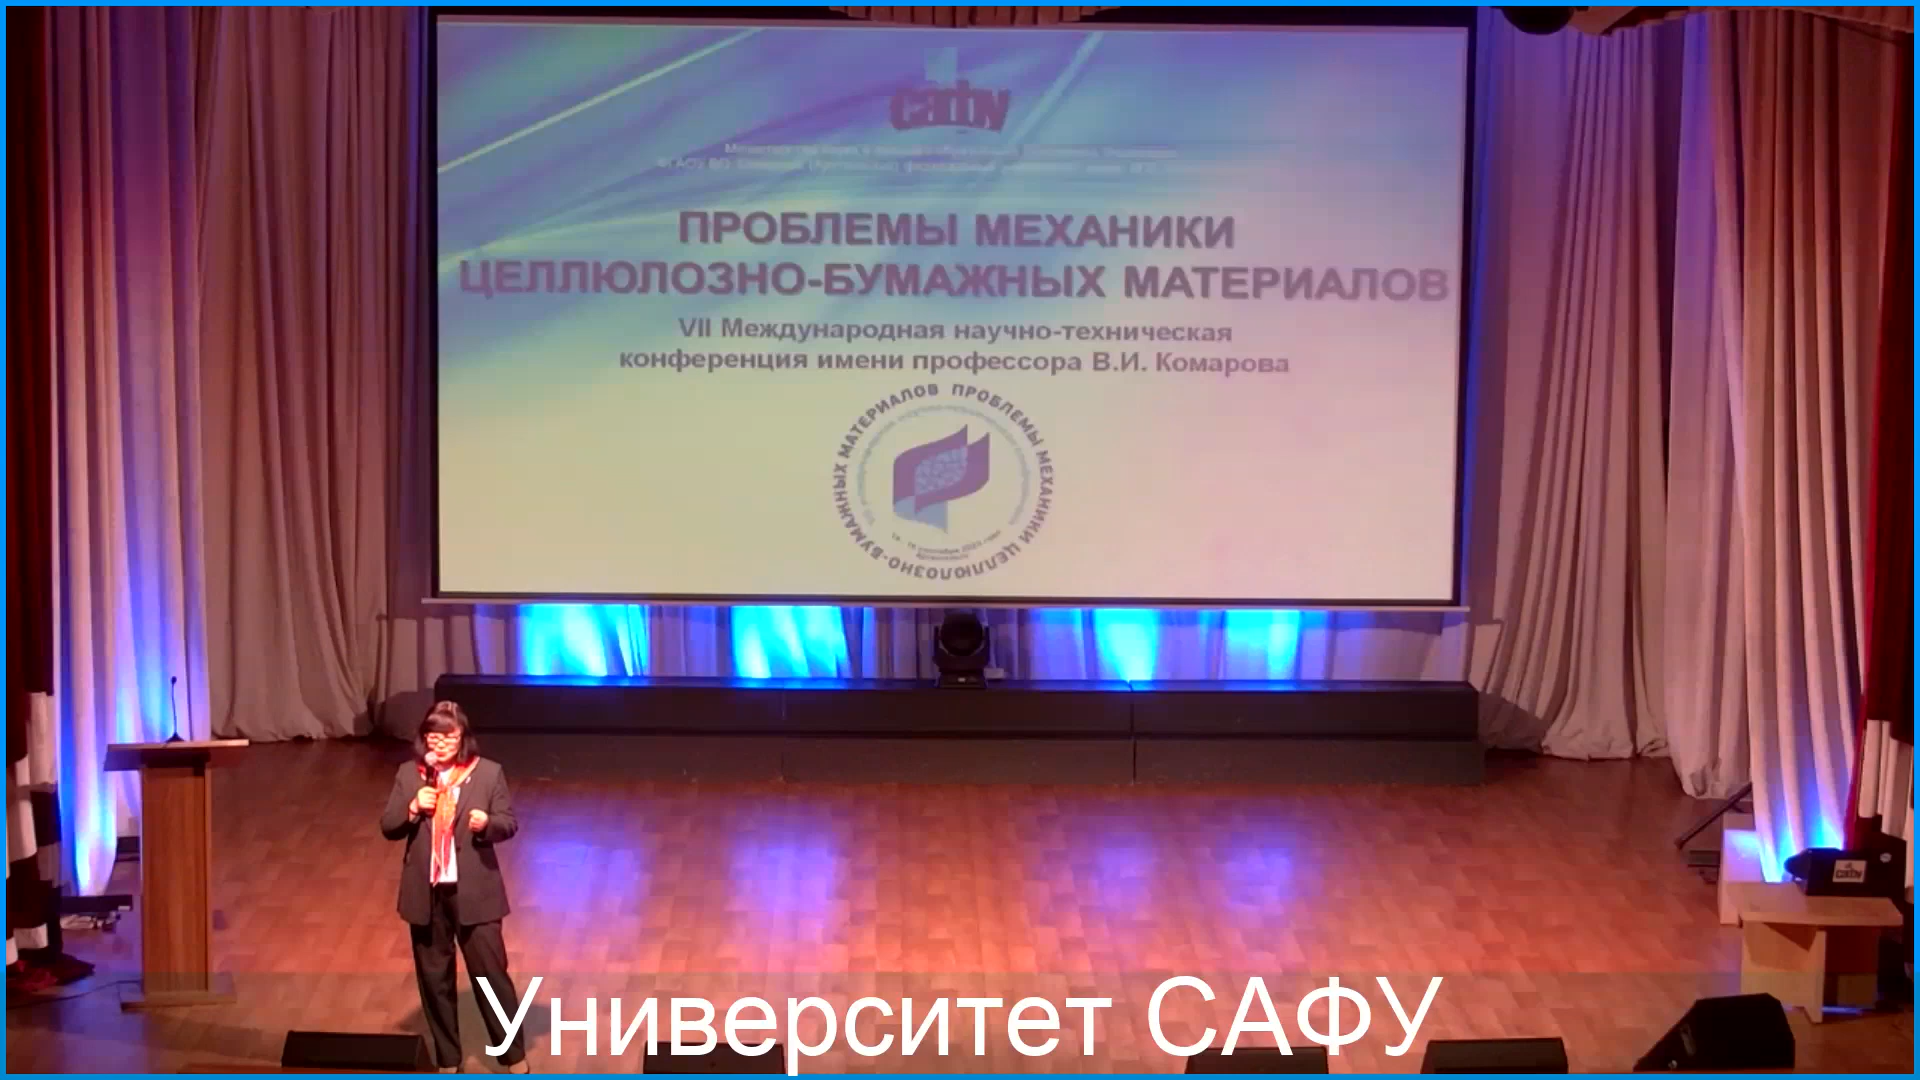 сафу
ПРОБЛЕМЫ МЕХАНИКИ
ЦЕЛЛЮЛОЗНО-БУМАЖНЫХ МАТЕРИАЛОВ
VII Международная научно-техническая
конференция имени профессора В.И. Комарова
ПРОБЛЕМЫ МЕХАНИКИ ЦЕЛЛЮЛОЗНО-БУМАЖНЫХ МАТЕРИАЛОВ
сафу
Университет САФУ